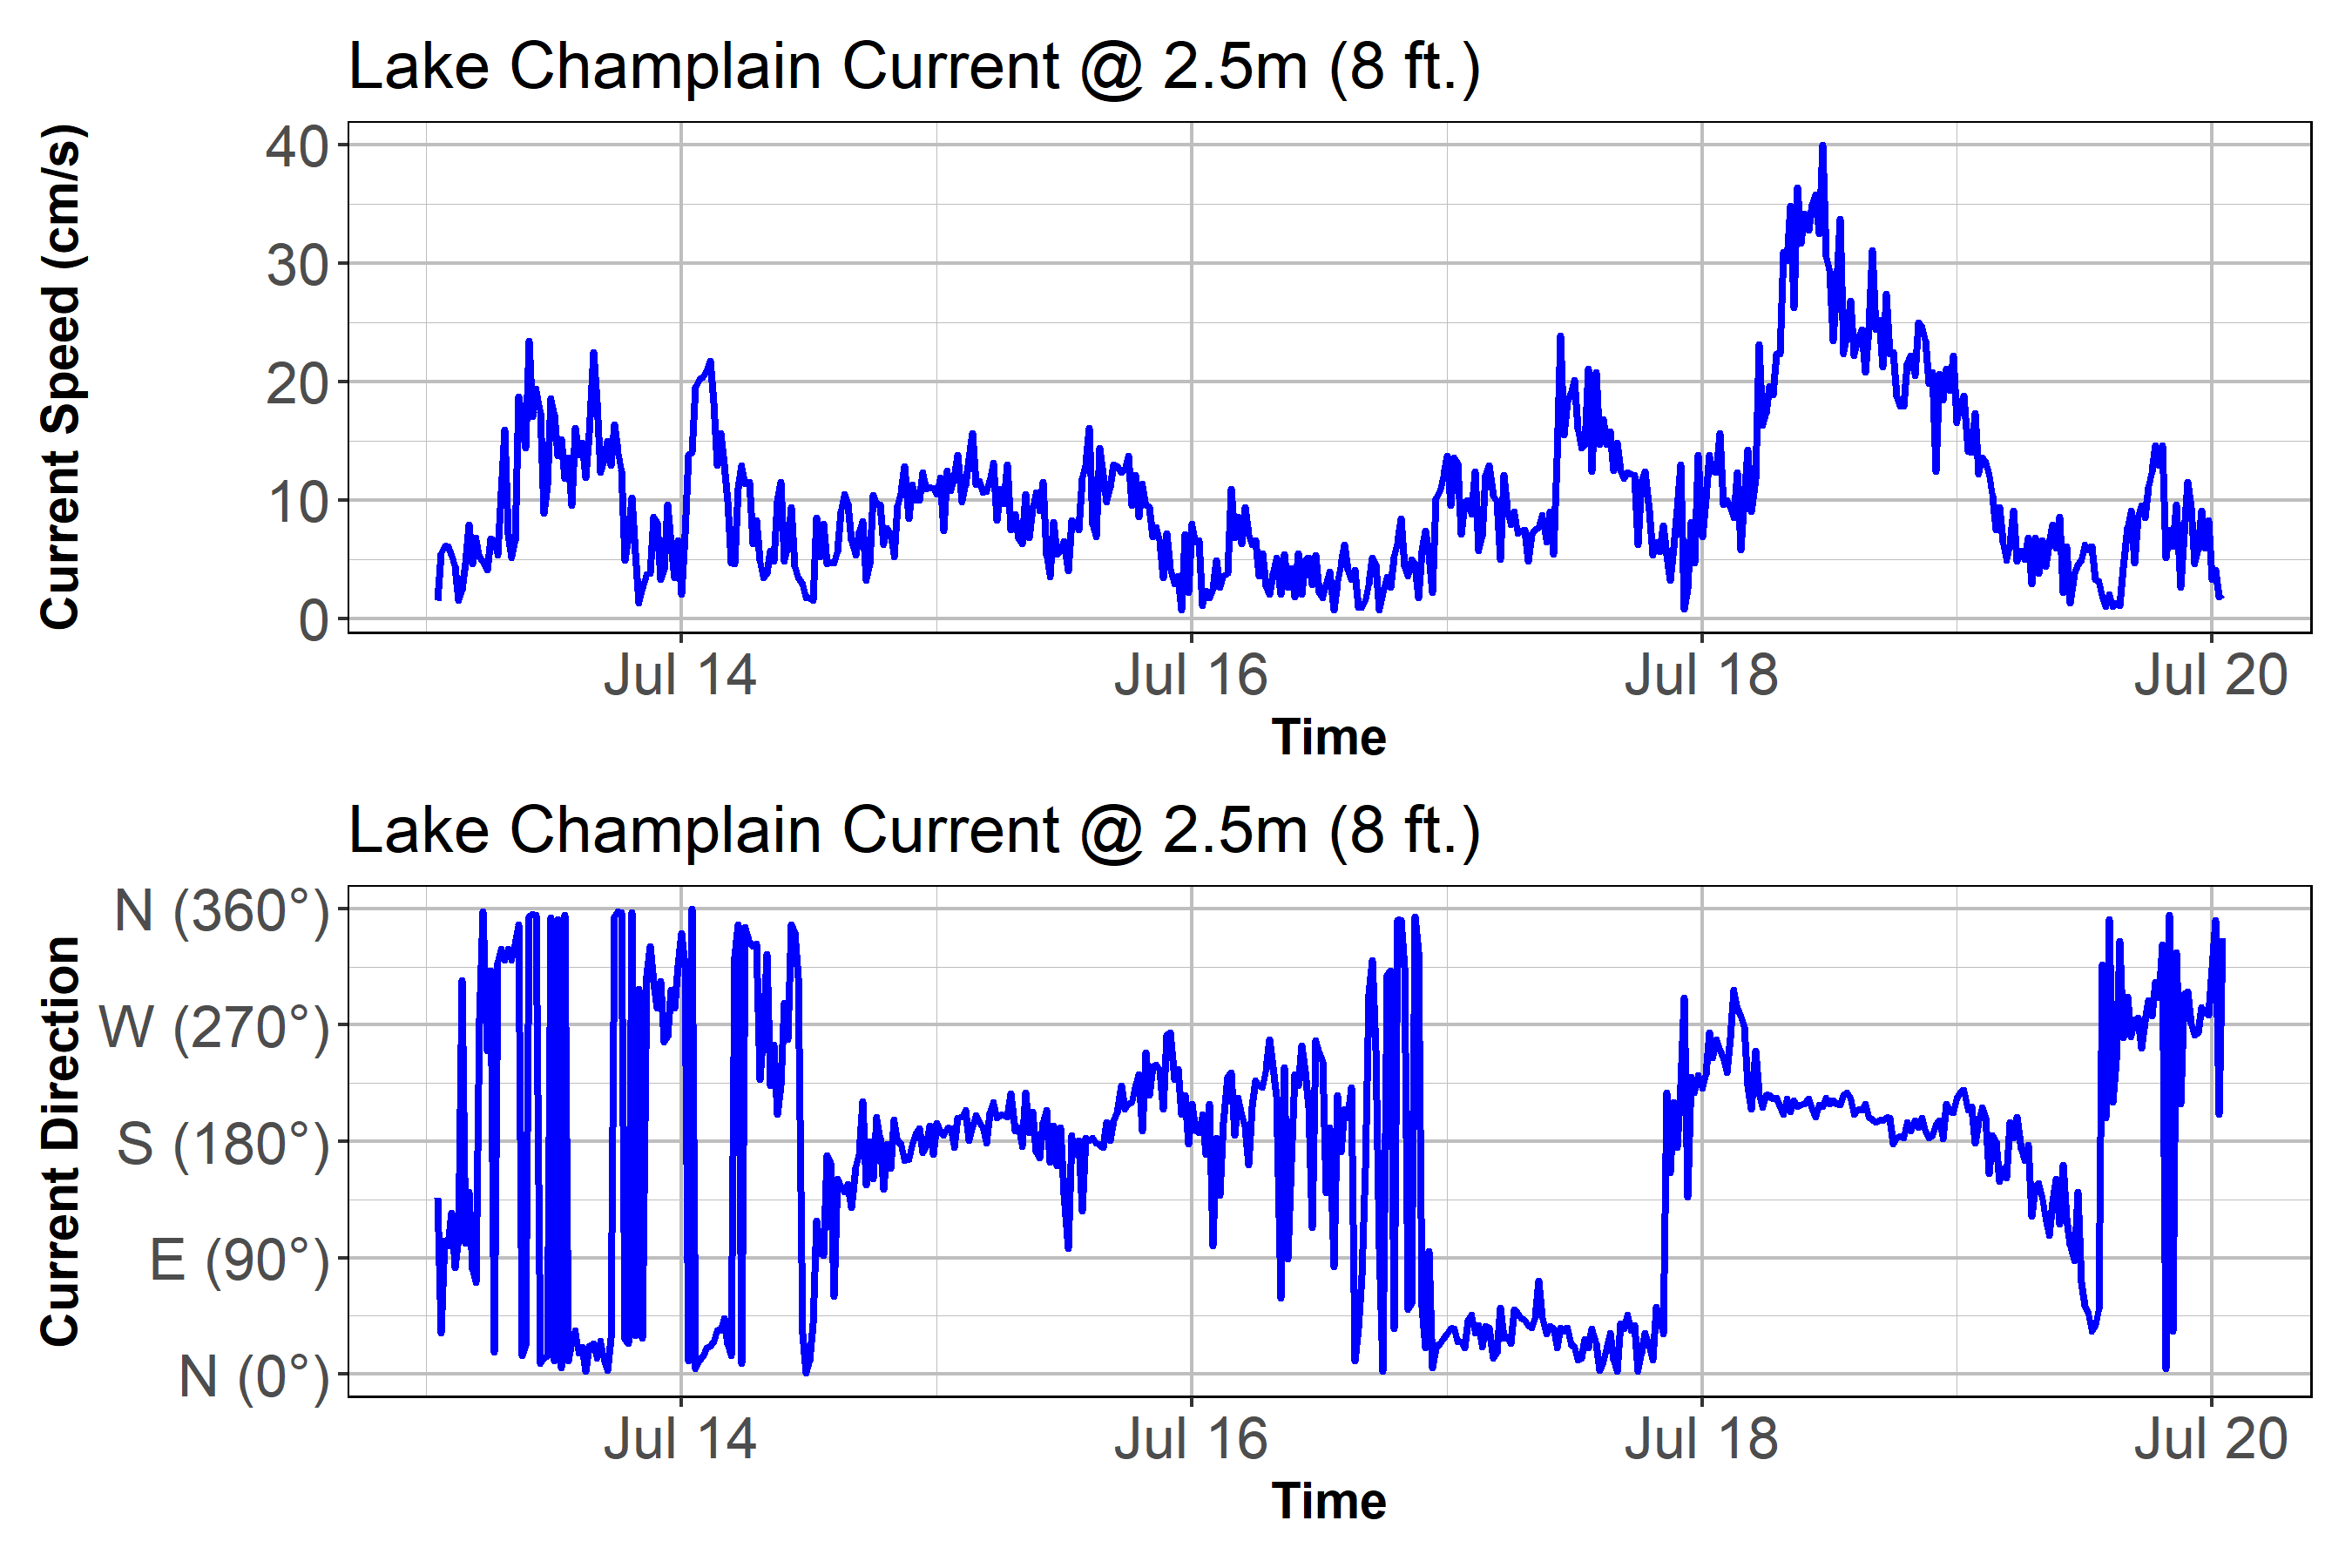 Lake Champlain Current @ 2.5m (8 ft.)
Current Speed (cm/s)
40
30
20
10
0
Jul 14 Jul 16 Jul 18 Jul 20
Time
Lake Champlain Current @ 2.5m (8 ft.)
Current Direction
N (360°)
W (270°)
S (180°)
E (90°)
N (0°)
Jul 14 Jul 16 Jul 18 Jul 20
Time